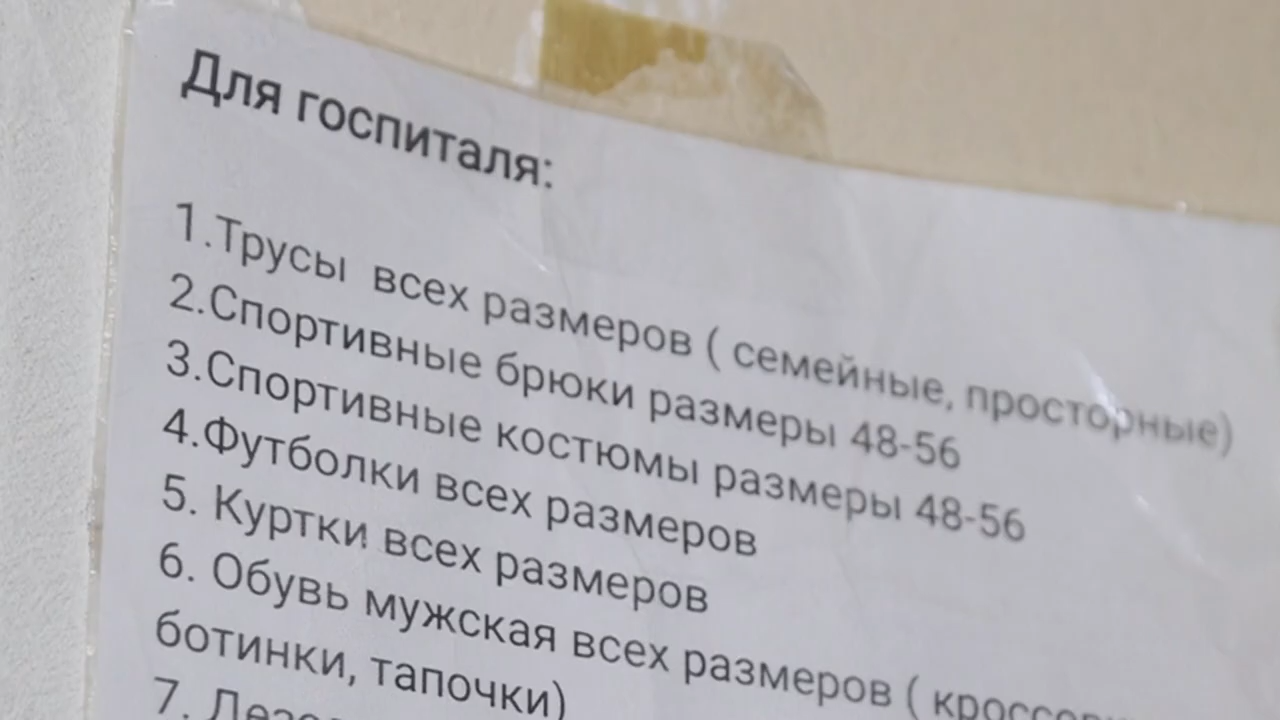 Для госпиталя:
1.Трусы всех размеров ( семейные, просторные)
2.Спортивные брюки размеры 48-56
3.Спортивные костюмы размеры 48-56
4.Футболки всех размеров
5. Куртки всех размеров
6. Обувь мужская всех размеров (
ботинки, тапочки)
7.